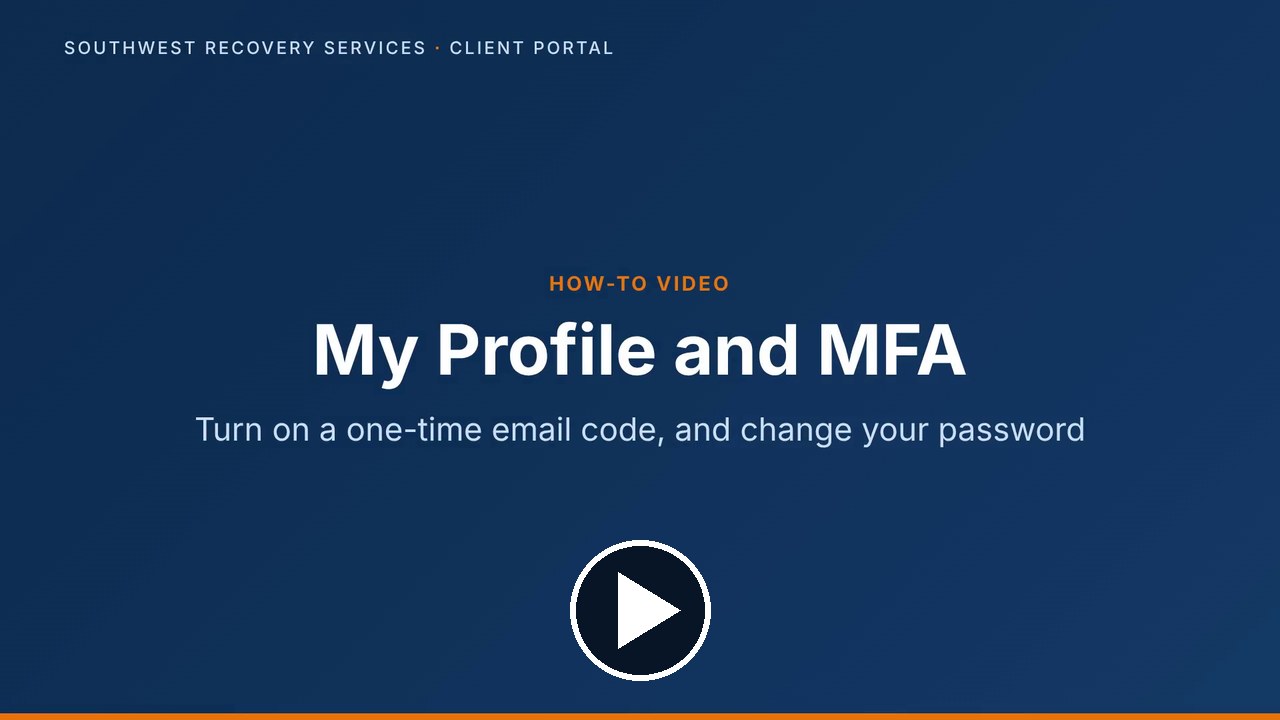 SOUTHWEST RECOVERY SERVICES · CLIENT PORTAL
HOW-TO VIDEO
My Profile and MFA
Turn on a one-time email code, and change your password